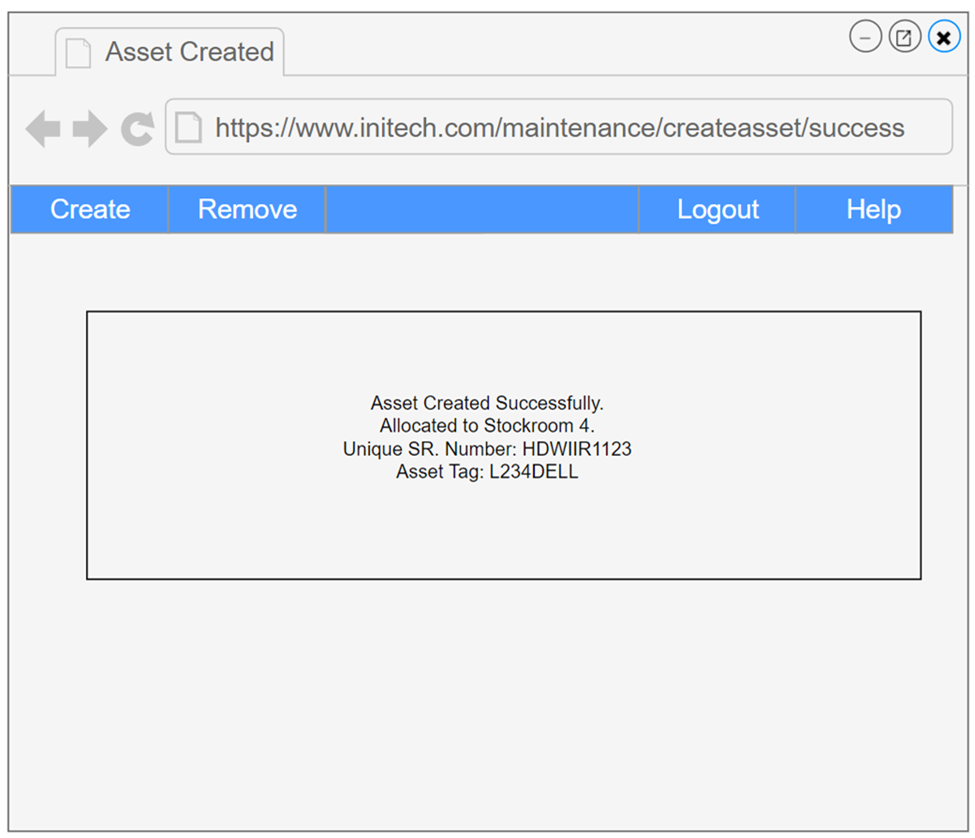 Asset Created
https://www.initech.com/maintenance/createasset/success
Create Remove Logout Help
Asset Created Successfully.
Allocated to Stockroom 4.
Unique SR. Number: HDWIIR1123
Asset Tag: L234DELL